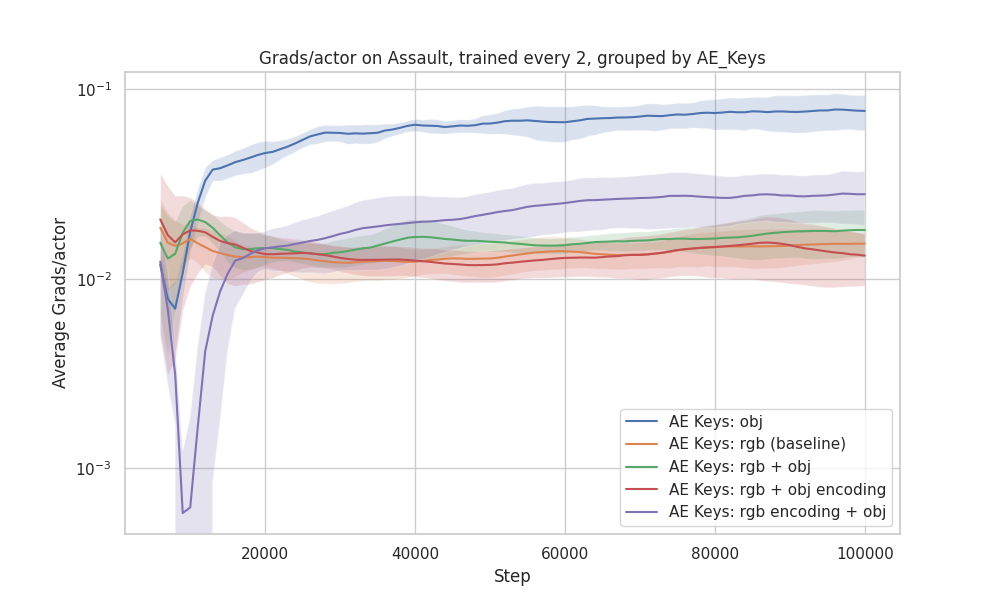 Grads/actor on Assault, trained every 2, grouped by AE_Keys
Average Grads/actor
10⁻¹
10⁻²
10⁻³
AE Keys: obj
AE Keys: rgb (baseline)
AE Keys: rgb + obj
AE Keys: rgb + obj encoding
AE Keys: rgb encoding + obj
20000 40000 60000 80000 100000
Step